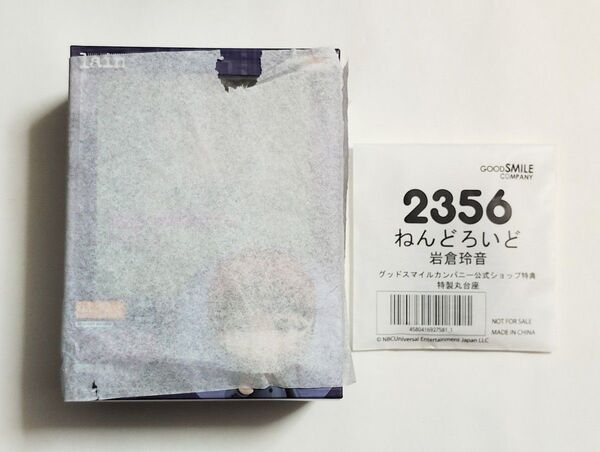 lain
GOODSMILE
COMPANY
2356
ねんどろいど
岩倉玲音
グッドスマイルカンパニー公式ショップ特典
特製丸台座
4580416927581_1
NOT FOR SALE
MADE IN CHINA
© NBCUniversal Entertainment Japan LLC